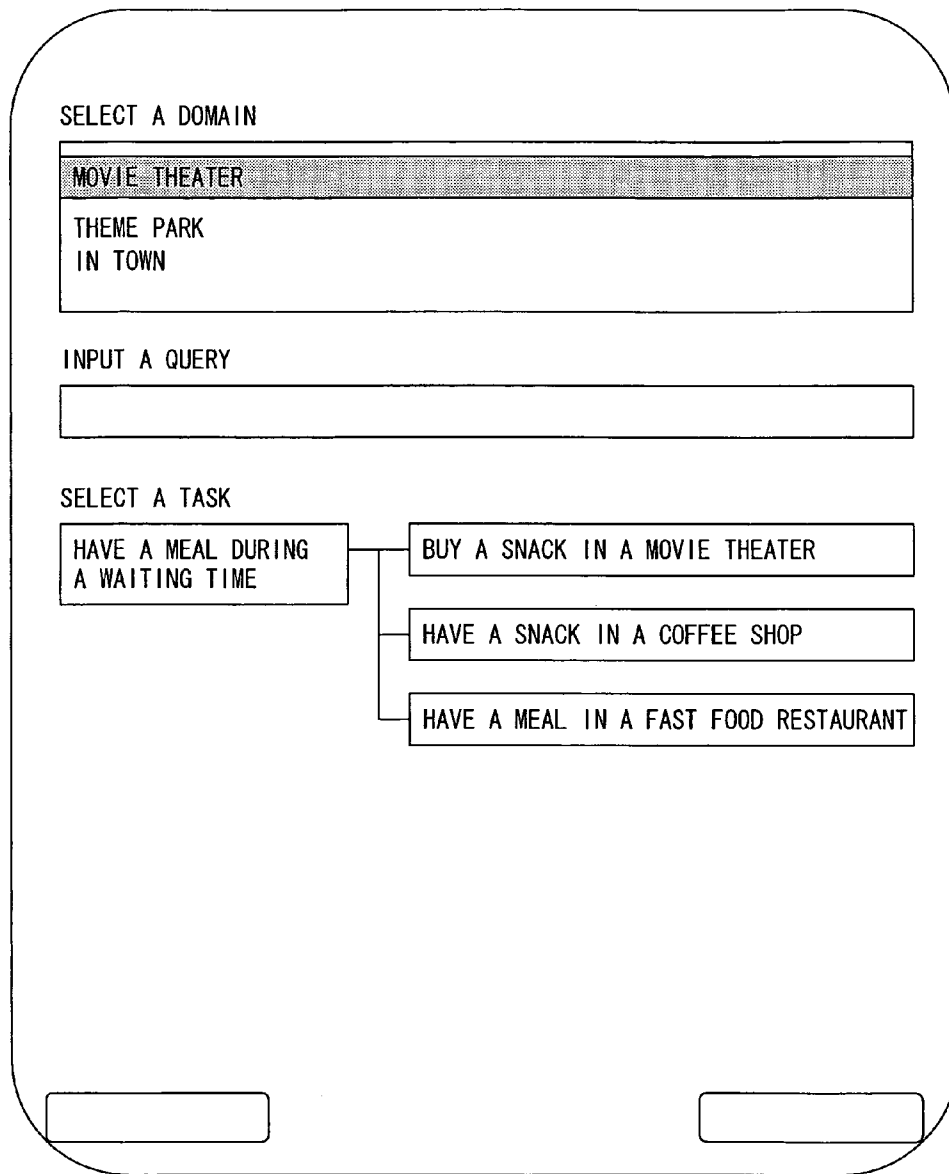 SELECT A DOMAIN
MOVIE THEATER
THEME PARK
IN TOWN
INPUT A QUERY
SELECT A TASK
HAVE A MEAL DURING
A WAITING TIME
BUY A SNACK IN A MOVIE THEATER
HAVE A SNACK IN A COFFEE SHOP
HAVE A MEAL IN A FAST FOOD RESTAURANT